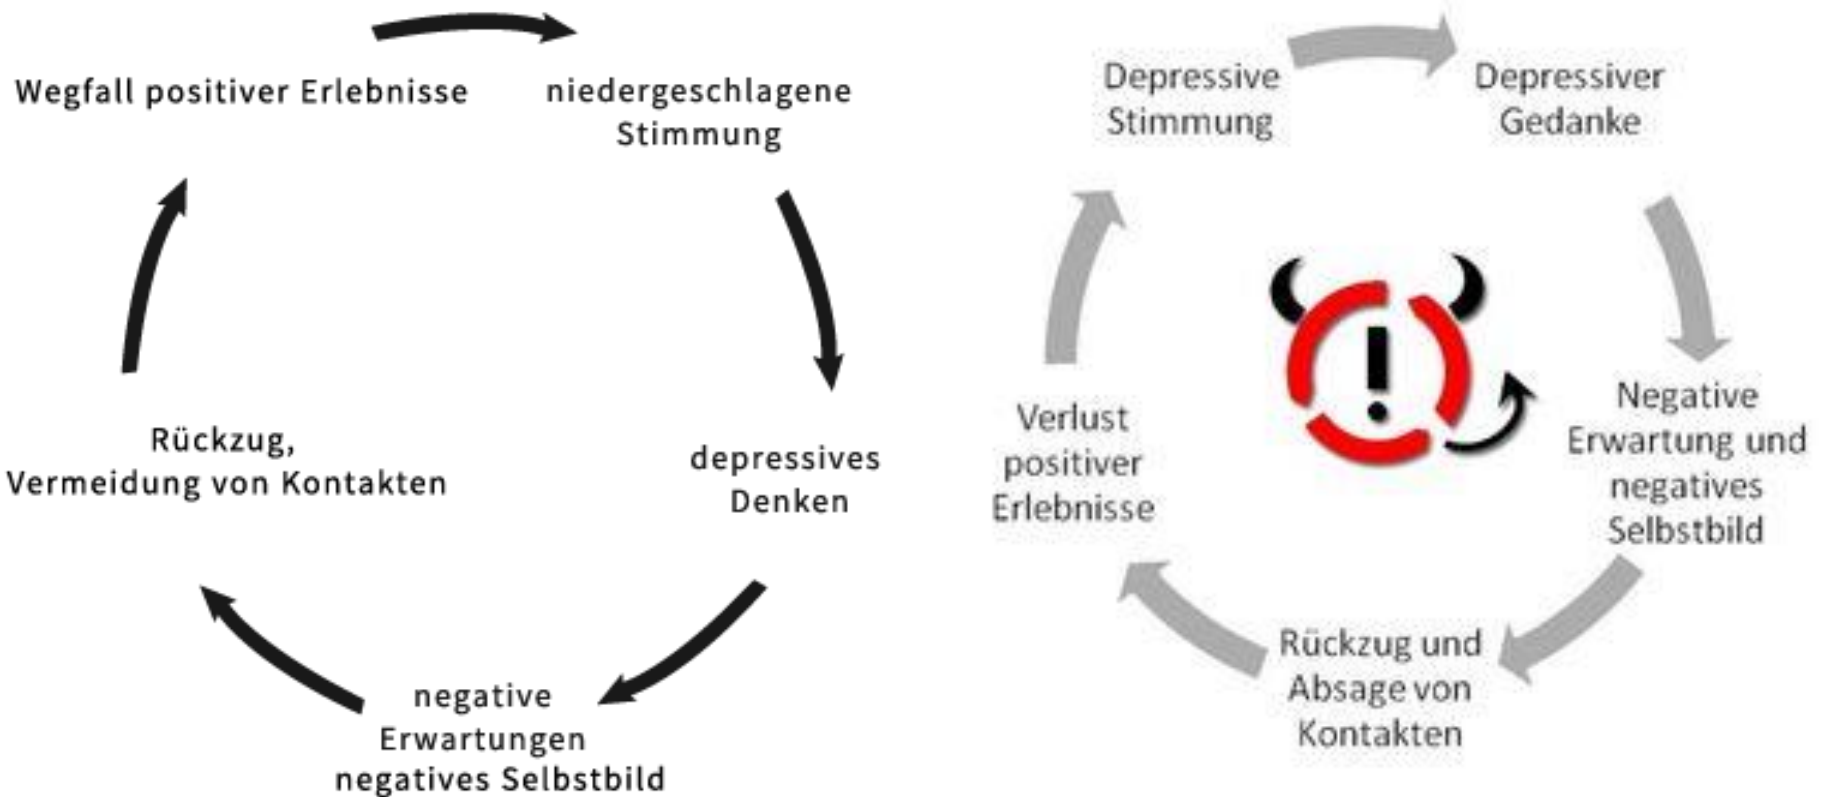 Wegfall positiver Erlebnisse
niedergeschlagene
Stimmung
depressives
Denken
negative
Erwartungen
negatives Selbstbild
Rückzug,
Vermeidung von Kontakten
Depressive
Stimmung
Depressiver
Gedanke
Negative
Erwartung und
negatives
Selbstbild
Rückzug und
Absage von
Kontakten
Verlust
positiver
Erlebnisse
!